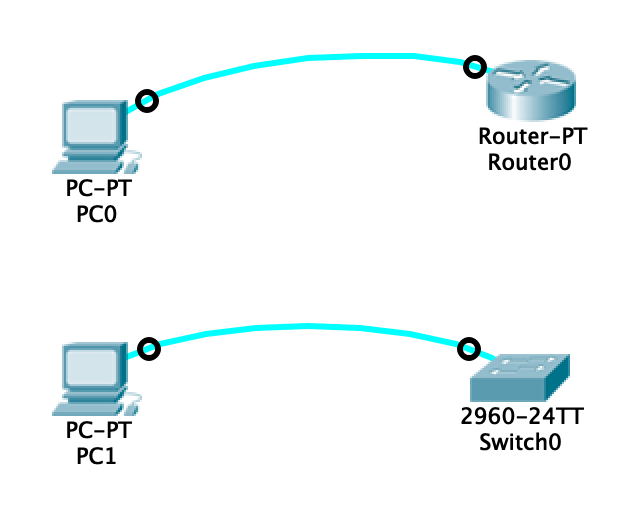 Router-PT
Router0
PC-PT
PC0
2960-24TT
Switch0
PC-PT
PC1